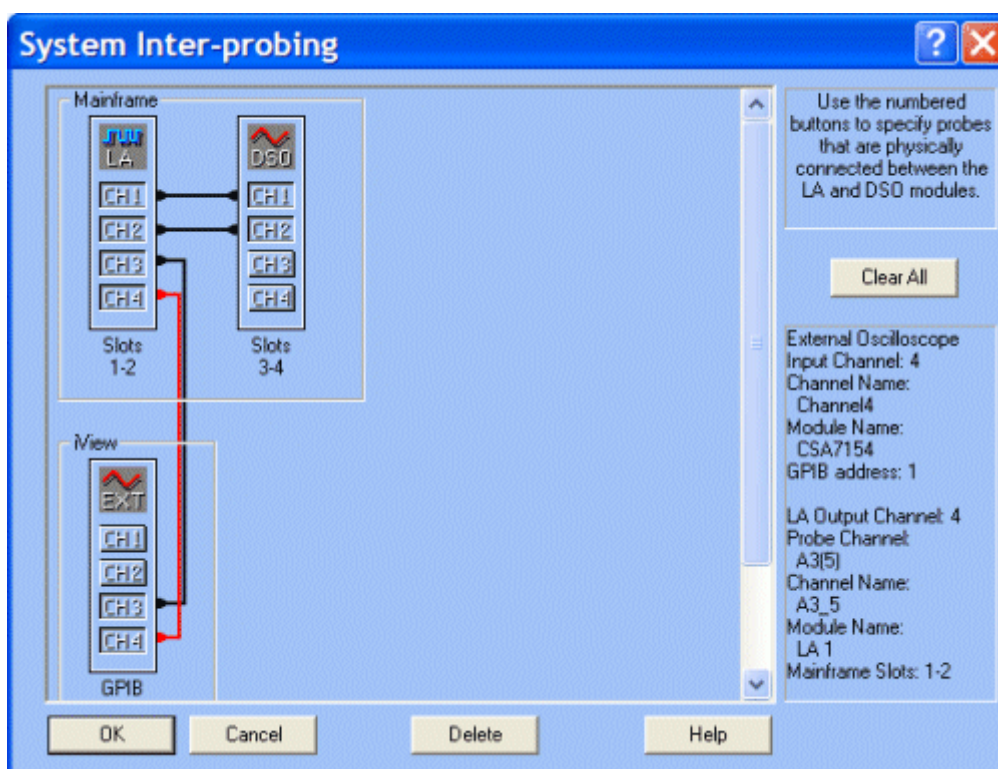 System Inter-probing
Mainframe
LA
CH1
CH2
CH3
CH4
Slots
1-2
DSO
CH1
CH2
CH3
CH4
Slots
3-4
iView
EXT
CH1
CH2
CH3
CH4
GPIB
Use the numbered
buttons to specify probes
that are physically
connected between the
LA and DSO modules.
Clear All
External Oscilloscope
Input Channel: 4
Channel Name:
Channel4
Module Name:
CSA7154
GPIB address: 1
LA Output Channel: 4
Probe Channel:
A3(5)
Channel Name:
A3_5
Module Name:
LA 1
Mainframe Slots: 1-2
OK
Cancel
Delete
Help